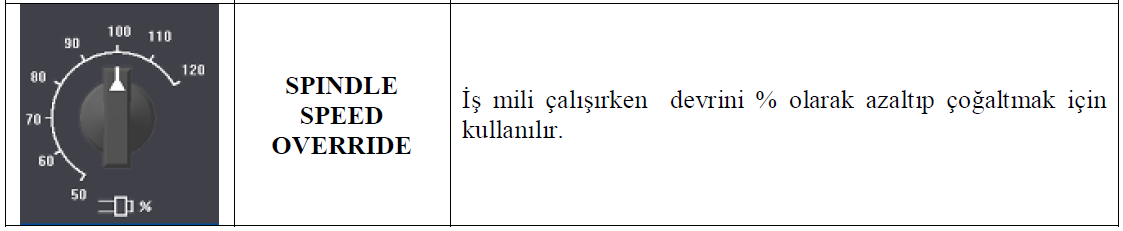 100
90 110
80 120
70
60
50
%
SPINDLE
SPEED
OVERRIDE
İş mili çalışırken devrini % olarak azaltıp çoğaltmak için
kullanılır.